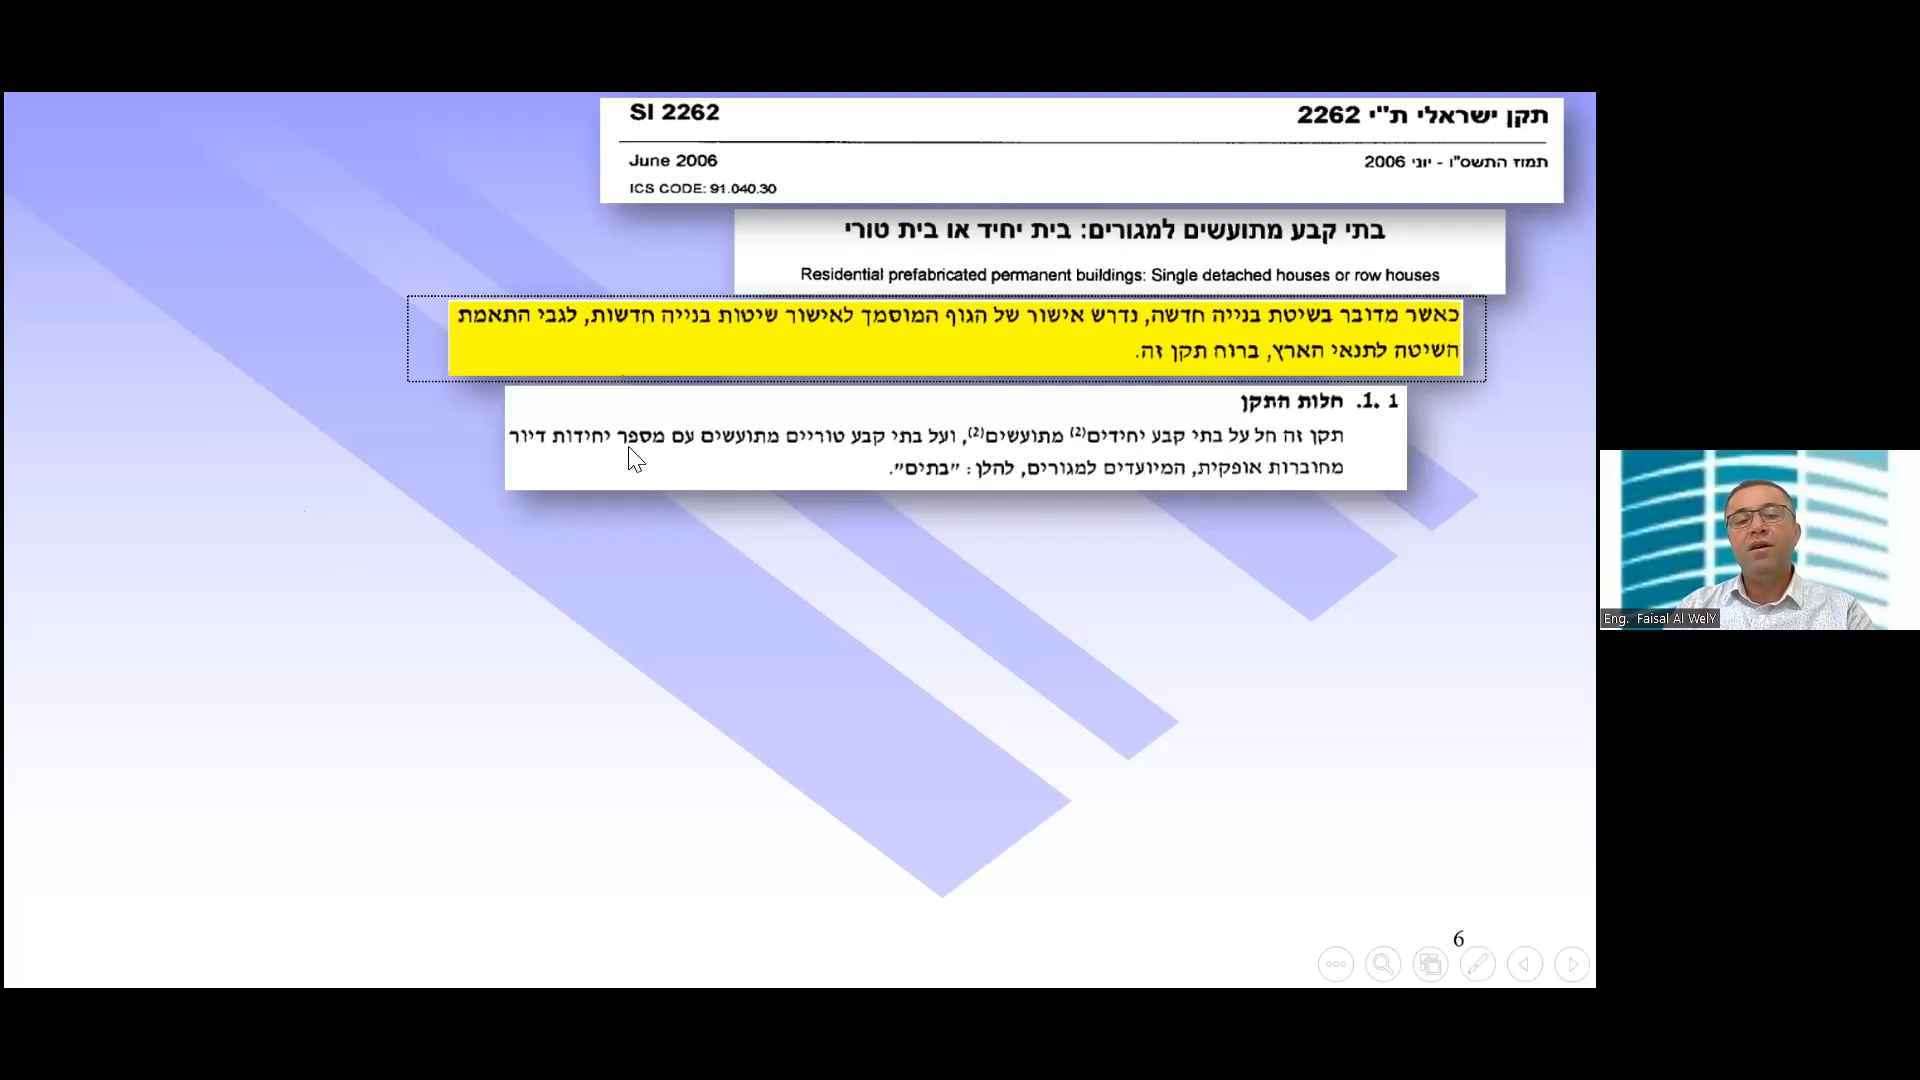 תקן ישראלי ת"י 2262
SI 2262
תמוז התשס"ו - יוני 2006
June 2006
ICS CODE: 91.040.30
בתי קבע מתועשים למגורים: בית יחיד או בית טורי
Residential prefabricated permanent buildings: Single detached houses or row houses
כאשר מדובר בשיטת בנייה חדשה, נדרש אישור של הגוף המוסמך לאישור שיטות בנייה חדשות, לגבי התאמת
השיטה לתנאי הארץ, ברוח תקן זה.
1.1. חלות התקן
תקן זה חל על בתי קבע יחידים(2) מתועשים(2), ועל בתי קבע טוריים מתועשים עם מספר יחידות דיור
מחוברות אופקית, המיועדים למגורים, להלן: "בתים".
Eng. Faisal Al WelY
6